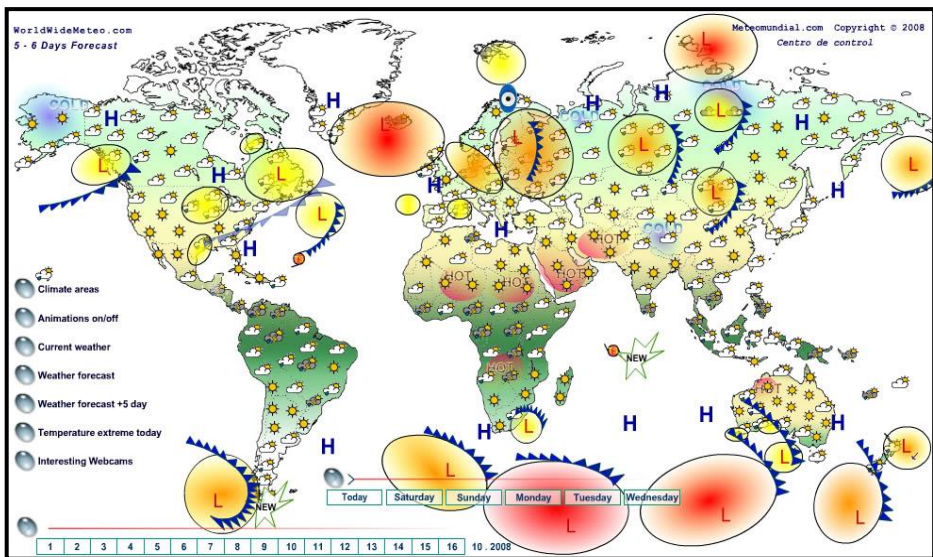 WorldWideMeteo.com
5 - 6 Days Forecast
Meteomundial.com Copyright © 2008
Centro de control
L
COLD
H
H
H
H
COLD
L
L
L
L
H
L
L
L
L
H
H
L
L
H
H
H
COLD
HOT
HOT
HOT
HOT
Climate areas
Animations on/off
Current weather
Weather forecast
Weather forecast +5 day
Temperature extreme today
Interesting Webcams
NEW
HOT
HOT
H
H
L
H
H
H
L
L
L
L
L
L
L
L
NEW
Today
Saturday
Sunday
Monday
Tuesday
Wednesday
1 2 3 4 5 6 7 8 9 10 11 12 13 14 15 16 10 . 2008